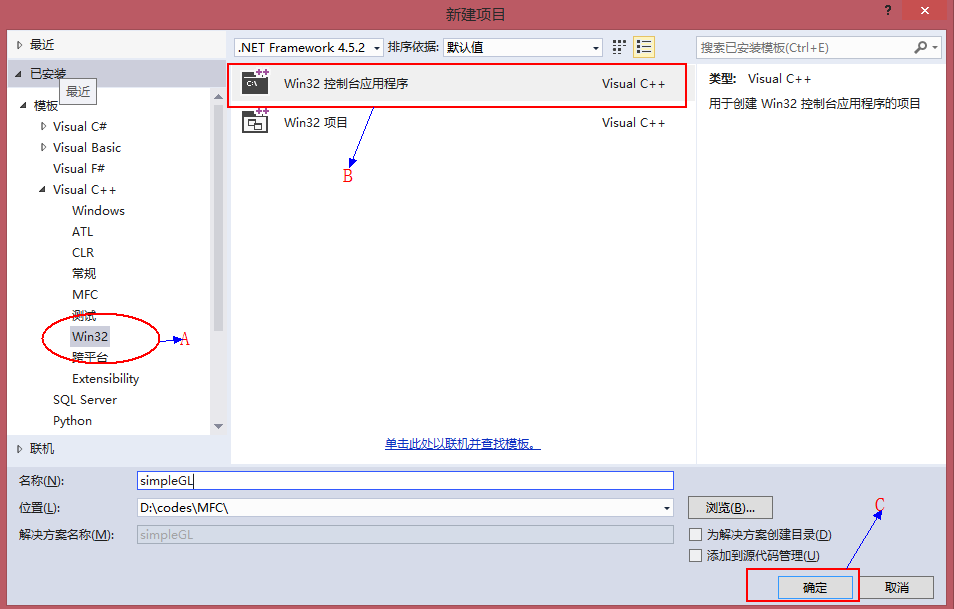 新建项目
?
最近
已安装
最近
模板
Visual C#
Visual Basic
Visual F#
Visual C++
Windows
ATL
CLR
常规
MFC
测试
Win32
A
跨平台
Extensibility
SQL Server
Python
联机
.NET Framework 4.5.2 排序依据: 默认值
Win32 控制台应用程序 Visual C++
Win32 项目 Visual C++
B
单击此处以联机并查找模板。
搜索已安装模板(Ctrl+E)
类型: Visual C++
用于创建 Win32 控制台应用程序的项目
名称(N): simpleGL
位置(L): D:\codes\MFC\ 浏览(B)...
解决方案名称(M): simpleGL
C
为解决方案创建目录(D)
添加到源代码管理(U)
确定 取消